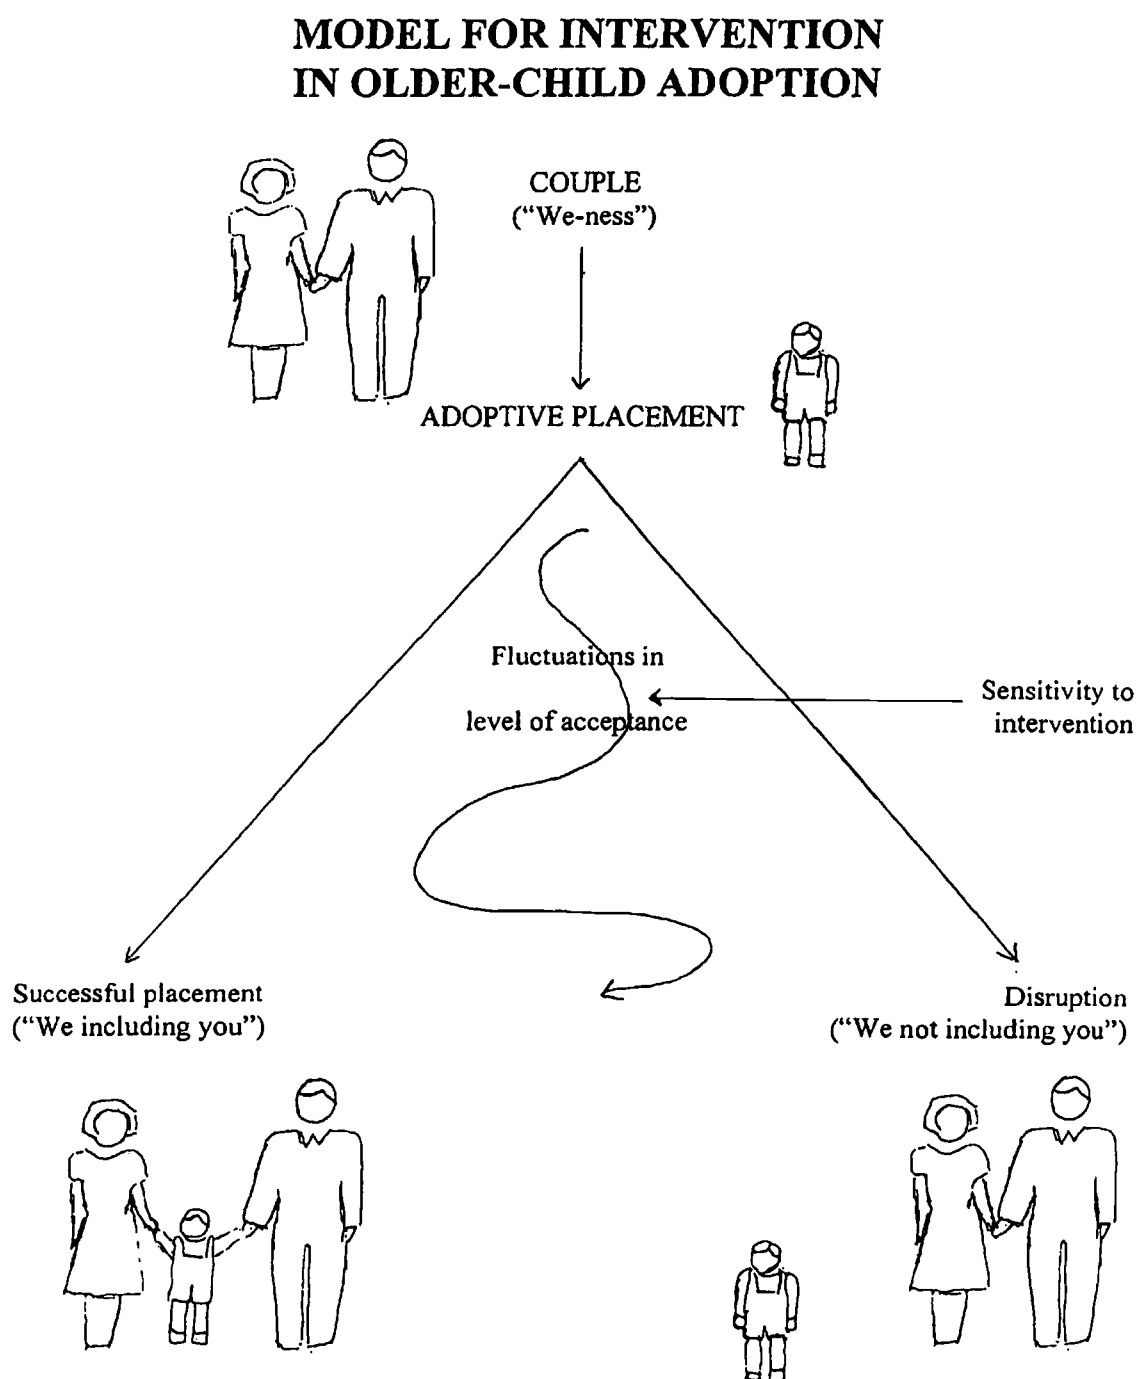 MODEL FOR INTERVENTION
IN OLDER-CHILD ADOPTION
COUPLE
(“We-ness”)
ADOPTIVE PLACEMENT
Fluctuations in
level of acceptance
Sensitivity to
intervention
Successful placement
(“We including you”)
Disruption
(“We not including you”)